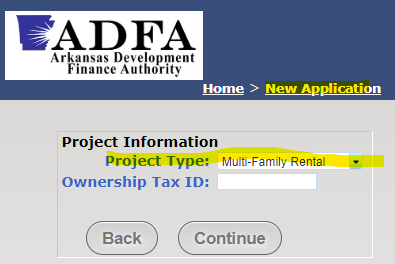 ADFA
Arkansas Development
Finance Authority
Home > New Application
Project Information
Project Type: Multi-Family Rental
Ownership Tax ID:
Back Continue